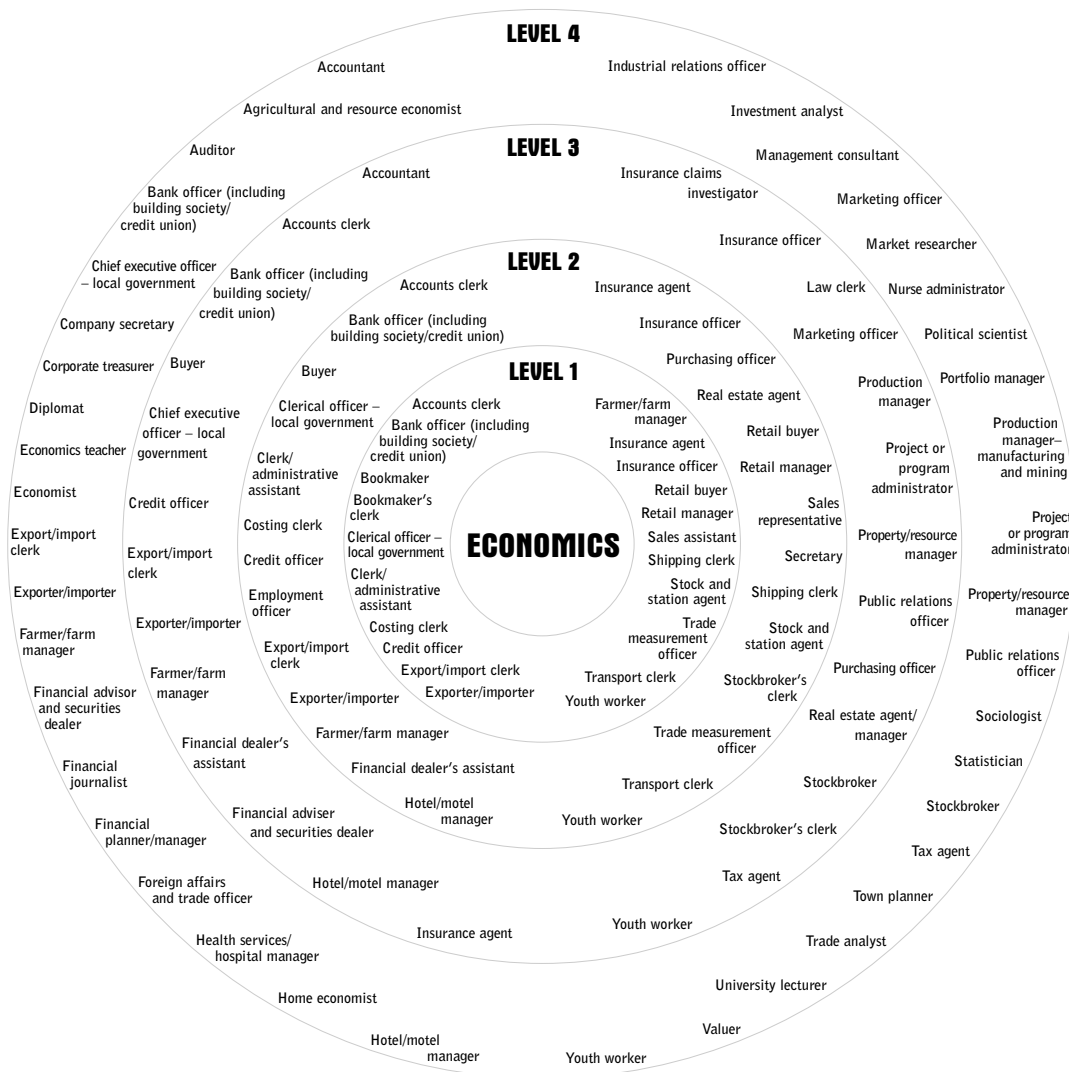 LEVEL 4
Accountant
Agricultural and resource economist
Auditor
Bank officer (including
building society/
credit union)
Chief executive officer
– local government
Company secretary
Corporate treasurer
Diplomat
Economics teacher
Economist
Export/import
clerk
Exporter/importer
Farmer/farm
manager
Financial advisor
and securities
dealer
Financial
journalist
Financial
planner/manager
Foreign affairs
and trade officer
Health services/
hospital manager
Home economist
Hotel/motel
manager
Industrial relations officer
Investment analyst
Management consultant
Marketing officer
Market researcher
Nurse administrator
Political scientist
Portfolio manager
Production
manager–
manufacturing
and mining
Project
or program
administrator
Property/resource
manager
Public relations
officer
Sociologist
Statistician
Stockbroker
Tax agent
Town planner
Trade analyst
University lecturer
Valuer
Youth worker
LEVEL 3
Accountant
Accounts clerk
Bank officer (including
building society/
credit union)
Buyer
Chief executive
officer – local
government
Credit officer
Export/import
clerk
Exporter/importer
Farmer/farm
manager
Financial dealer’s
assistant
Financial adviser
and securities dealer
Hotel/motel manager
Insurance agent
Insurance claims
investigator
Insurance officer
Law clerk
Marketing officer
Production
manager
Project or
program
administrator
Property/resource
manager
Public relations
officer
Purchasing officer
Real estate agent/
manager
Stockbroker
Stockbroker’s clerk
Tax agent
Youth worker
LEVEL 2
Accounts clerk
Bank officer (including
building society/credit union)
Buyer
Clerical officer –
local government
Clerk/
administrative
assistant
Costing clerk
Credit officer
Employment
officer
Export/import
clerk
Exporter/importer
Farmer/farm manager
Financial dealer’s assistant
Hotel/motel
manager
Insurance agent
Insurance officer
Purchasing officer
Real estate agent
Retail buyer
Retail manager
Sales
representative
Secretary
Shipping clerk
Stock and
station agent
Stockbroker’s
clerk
Trade measurement
officer
Transport clerk
Youth worker
LEVEL 1
Accounts clerk
Bank officer (including
building society/
credit union)
Bookmaker
Bookmaker’s
clerk
Clerical officer –
local government
Clerk/
administrative
assistant
Costing clerk
Credit officer
Export/import clerk
Exporter/importer
Farmer/farm
manager
Insurance agent
Insurance officer
Retail buyer
Retail manager
Sales assistant
Shipping clerk
Stock and
station agent
Trade
measurement
officer
Transport clerk
Youth worker
ECONOMICS